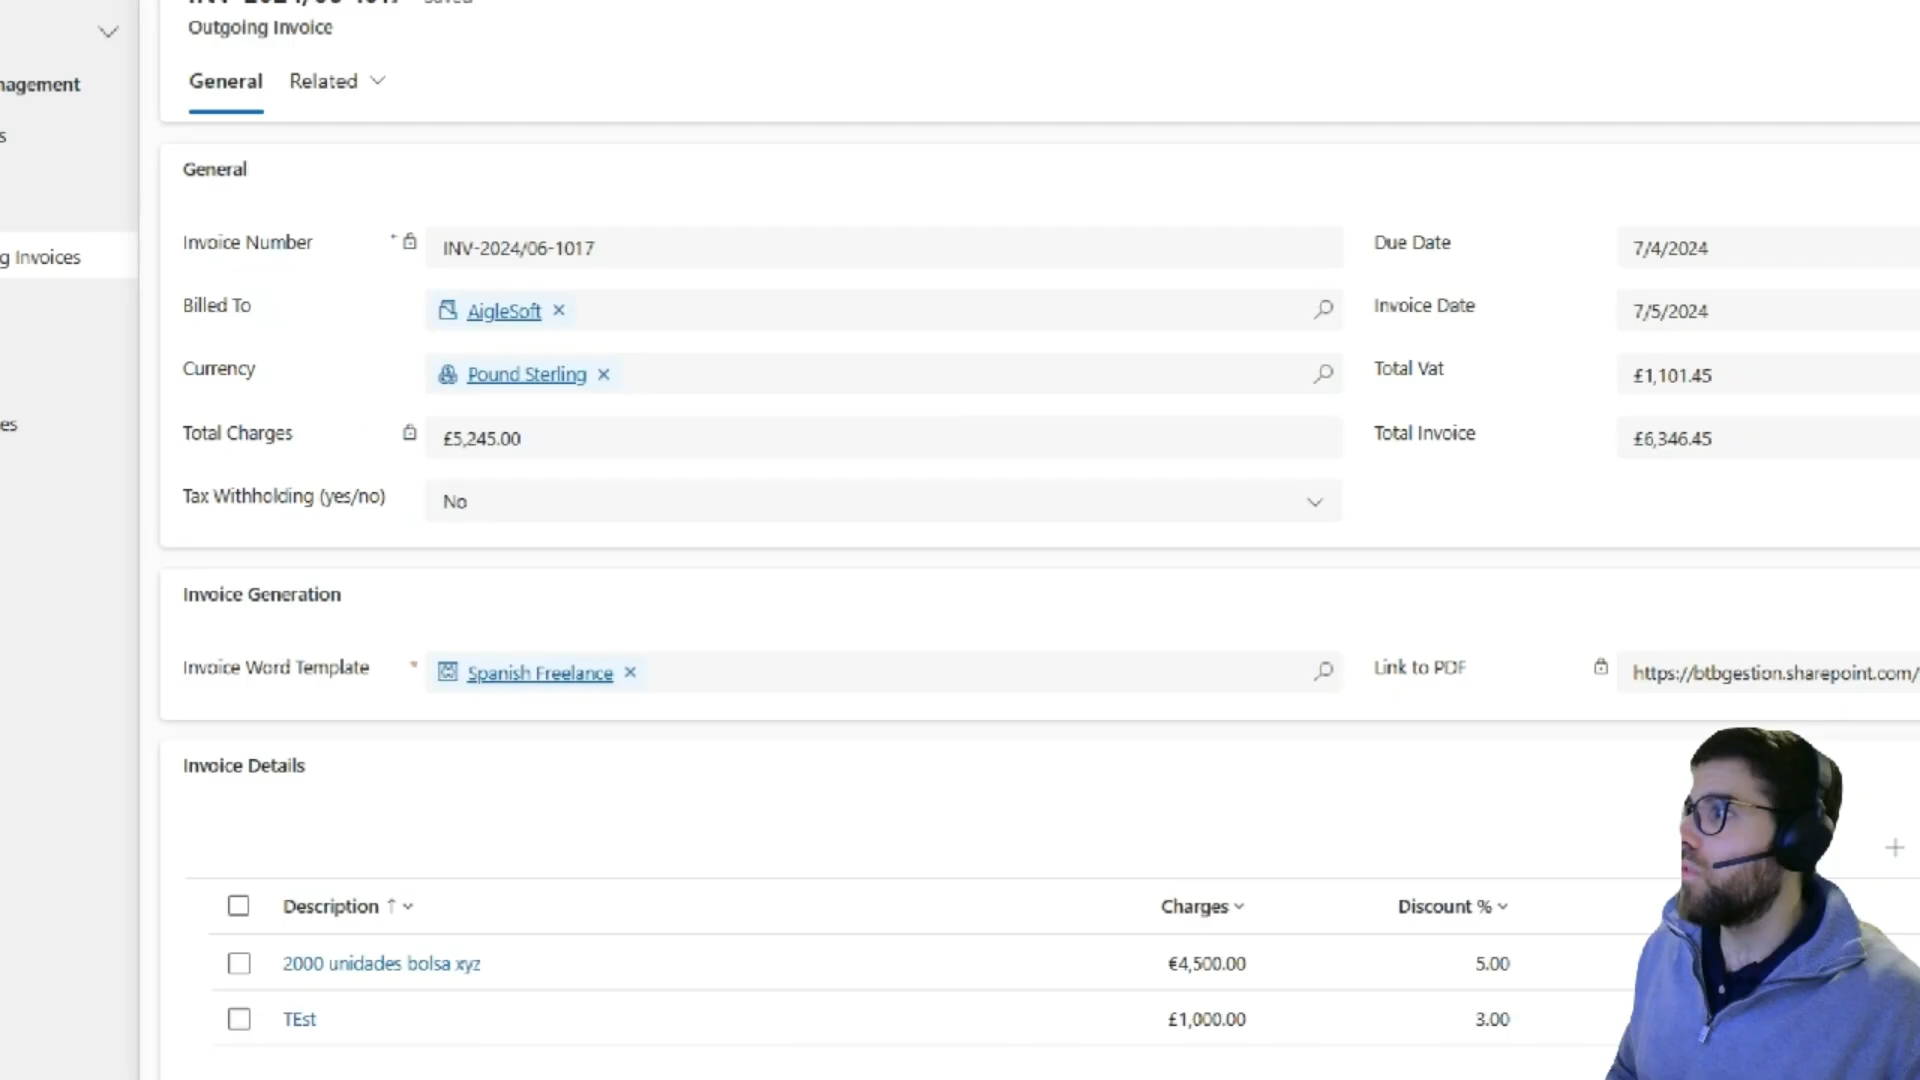 Outgoing Invoice
General Related
General
Invoice Number INV-2024/06-1017 Due Date 7/4/2024
Billed To AigleSoft Invoice Date 7/5/2024
Currency Pound Sterling Total Vat £1,101.45
Total Charges £5,245.00 Total Invoice £6,346.45
Tax Withholding (yes/no) No
Invoice Generation
Invoice Word Template * Spanish Freelance Link to PDF https://btbgestion.sharepoint.com/
Invoice Details
Description ↑ Charges Discount %
2000 unidades bolsa xyz €4,500.00 5.00
TEst £1,000.00 3.00
nagement
s
g Invoices
es